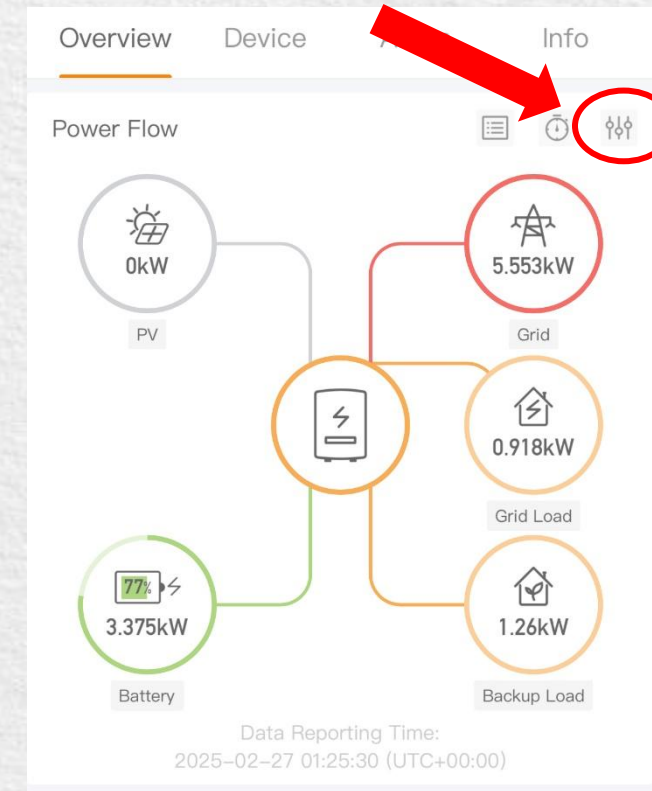 Overview Device Info
Power Flow
0kW
5.553kW
PV
Grid
0.918kW
Grid Load
77%
3.375kW
1.26kW
Battery
Backup Load
Data Reporting Time:
2025-02-27 01:25:30 (UTC+00:00)